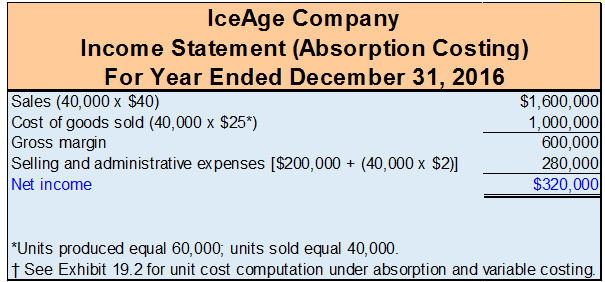 IceAge Company
Income Statement (Absorption Costing)
For Year Ended December 31, 2016
Sales (40,000 x $40) $1,600,000
Cost of goods sold (40,000 x $25*) 1,000,000
Gross margin 600,000
Selling and administrative expenses [$200,000 + (40,000 x $2)] 280,000
Net income $320,000
*Units produced equal 60,000; units sold equal 40,000.
† See Exhibit 19.2 for unit cost computation under absorption and variable costing.